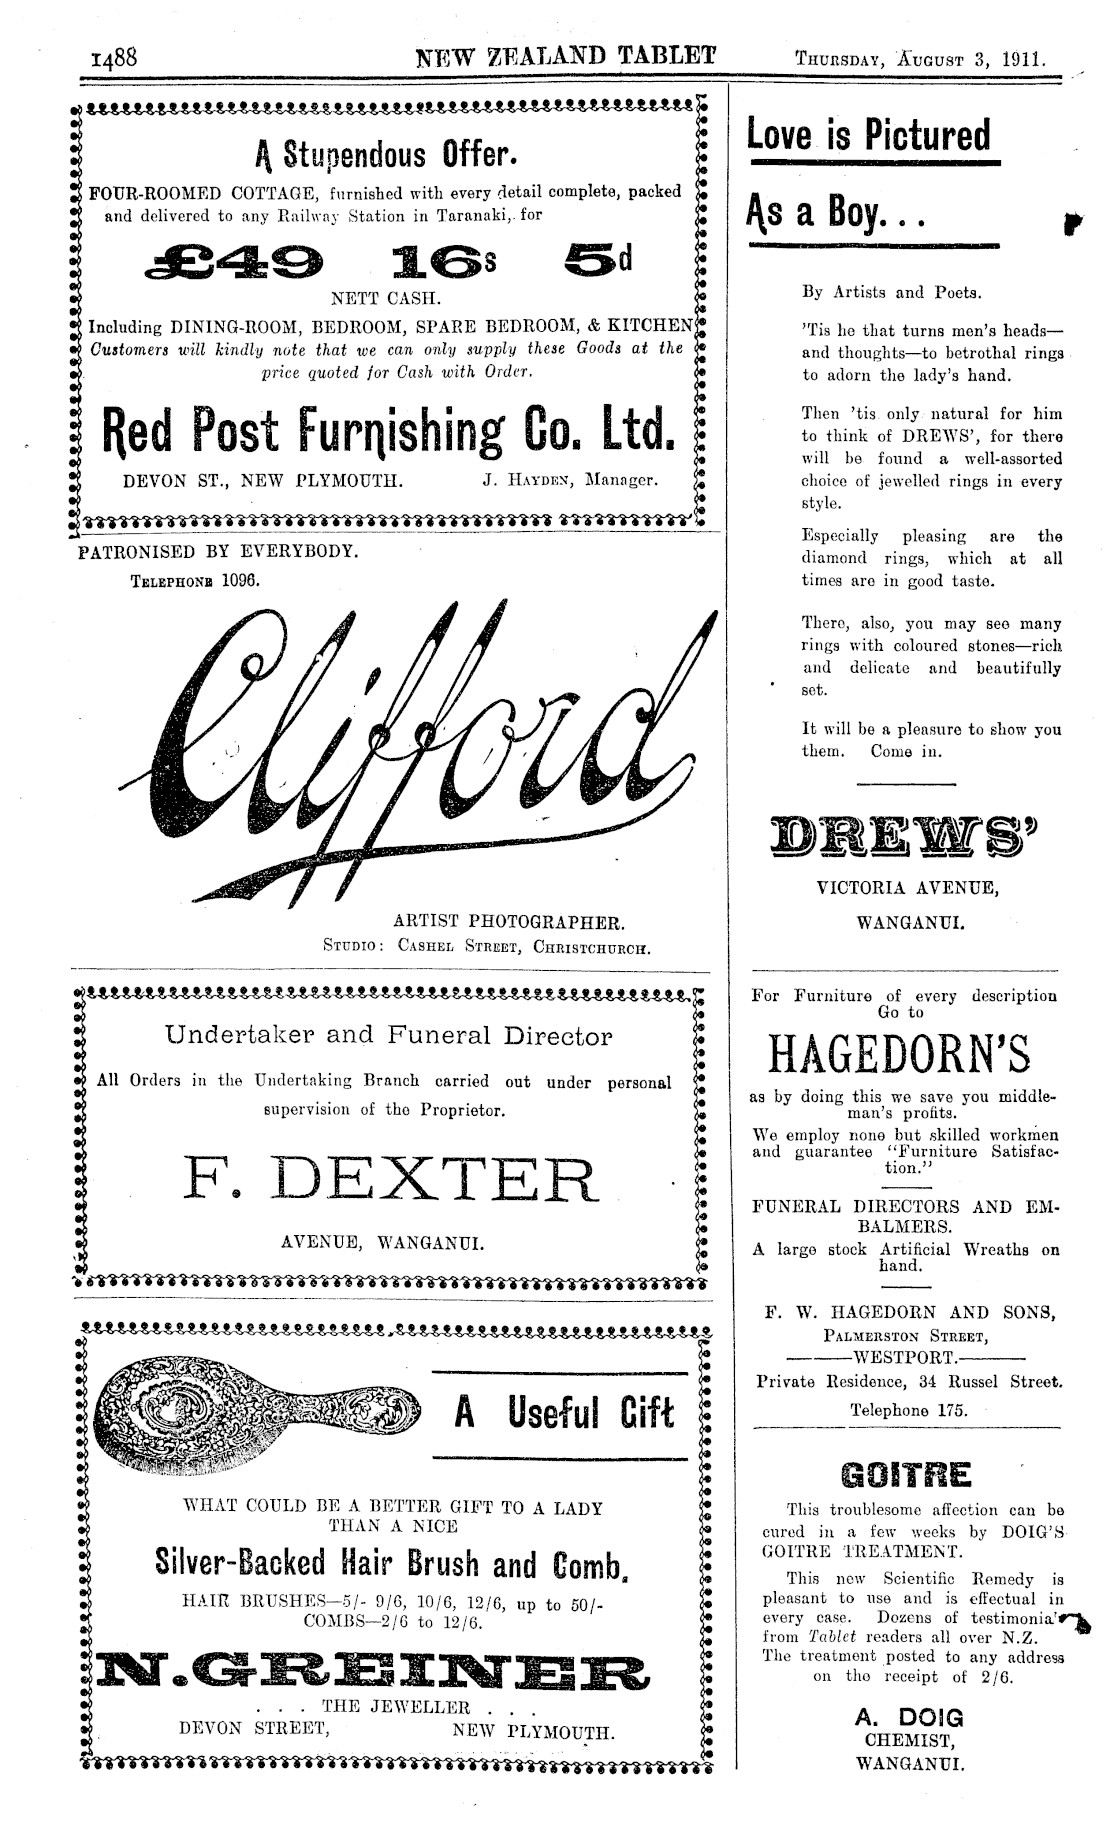 1488
NEW ZEALAND TABLET
THURSDAY, AUGUST 3, 1911.
A Stupendous Offer.
FOUR-ROOMED COTTAGE, furnished with every detail complete, packed
and delivered to any Railway Station in Taranaki, for
£49 16s 5d
NETT CASH.
Including DINING-ROOM, BEDROOM, SPARE BEDROOM, & KITCHEN
Customers will kindly note that we can only supply these Goods at the
price quoted for Cash with Order.
Red Post Furnishing Co. Ltd.
DEVON ST., NEW PLYMOUTH. J. HAYDEN, Manager.
PATRONISED BY EVERYBODY.
TELEPHONE 1096.
Clifford
ARTIST PHOTOGRAPHER.
STUDIO: CASHEL STREET, CHRISTCHURCH.
Undertaker and Funeral Director
All Orders in the Undertaking Branch carried out under personal
supervision of the Proprietor.
F. DEXTER
AVENUE, WANGANUI.
A Useful Gift
WHAT COULD BE A BETTER GIFT TO A LADY
THAN A NICE
Silver-Backed Hair Brush and Comb.
HAIR BRUSHES—5/- 9/6, 10/6, 12/6, up to 50/-
COMBS—2/6 to 12/6.
N. GREINER
. . . THE JEWELLER . . .
DEVON STREET, NEW PLYMOUTH.
Love is Pictured
As a Boy...
By Artists and Poets.
'Tis he that turns men's heads—
and thoughts—to betrothal rings
to adorn the lady's hand.
Then 'tis only natural for him
to think of DREWS', for there
will be found a well-assorted
choice of jewelled rings in every
style.
Especially pleasing are the
diamond rings, which at all
times are in good taste.
There, also, you may see many
rings with coloured stones—rich
and delicate and beautifully
set.
It will be a pleasure to show you
them. Come in.
DREWS'
VICTORIA AVENUE,
WANGANUI.
For Furniture of every description
Go to
HAGEDORN'S
as by doing this we save you middle-
man's profits.
We employ none but skilled workmen
and guarantee "Furniture Satisfac-
tion."
FUNERAL DIRECTORS AND EM-
BALMERS.
A large stock Artificial Wreaths on
hand.
F. W. HAGEDORN AND SONS,
PALMERSTON STREET,
———WESTPORT.———
Private Residence, 34 Russel Street.
Telephone 175.
GOITRE
This troublesome affection can be
cured in a few weeks by DOIG'S
GOITRE TREATMENT.
This new Scientific Remedy is
pleasant to use and is effectual in
every case. Dozens of testimonials
from Tablet readers all over N.Z.
The treatment posted to any address
on the receipt of 2/6.
A. DOIG
CHEMIST,
WANGANUI.